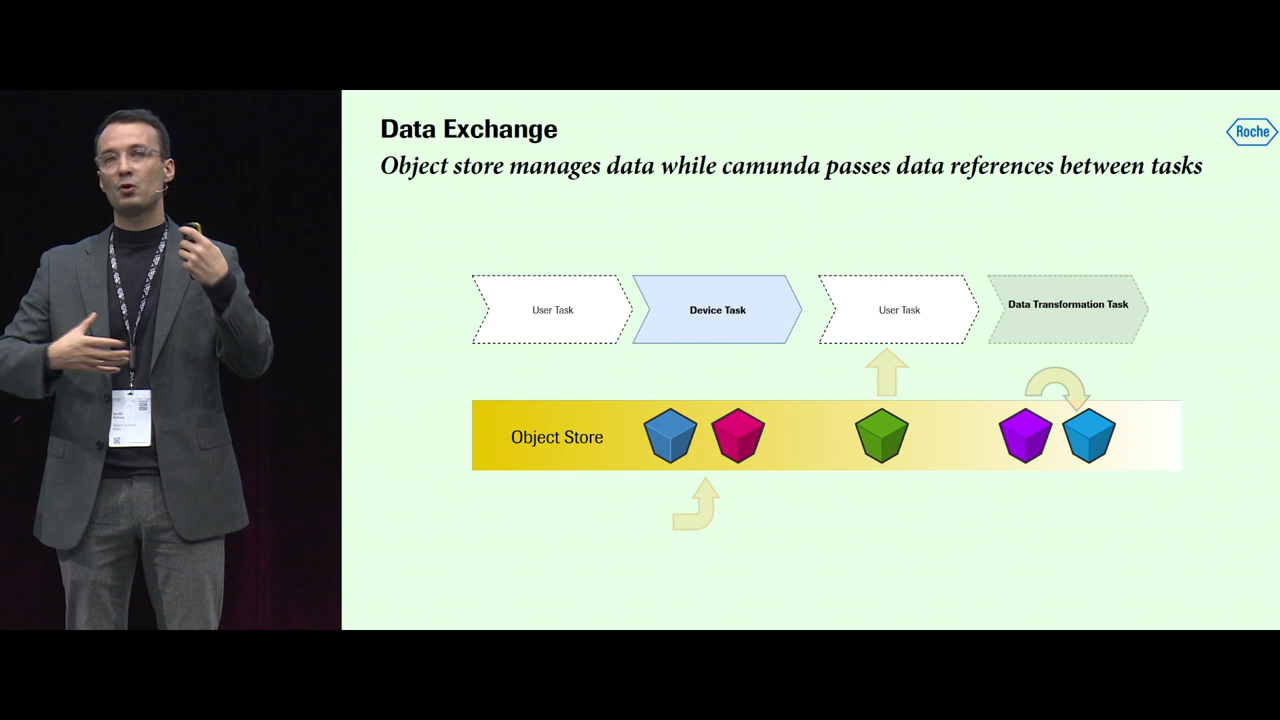 Data Exchange
Roche
Object store manages data while camunda passes data references between tasks
User Task
Device Task
User Task
Data Transformation Task
Object Store